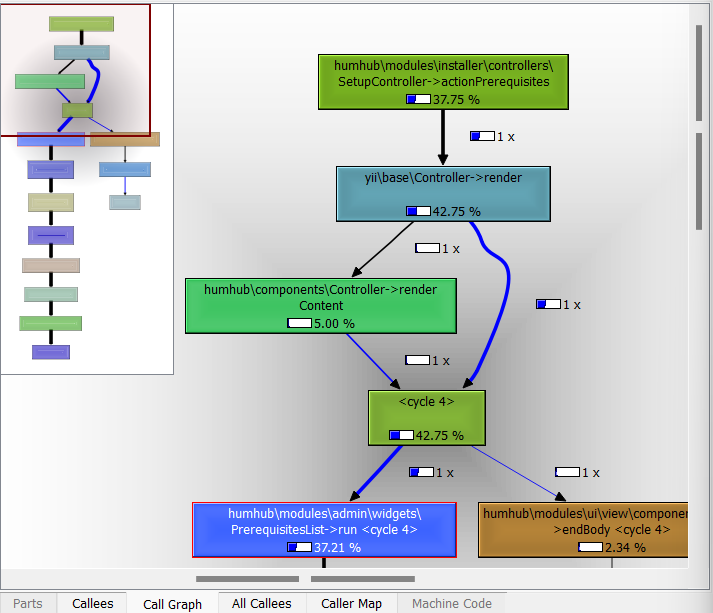 humhub\modules\installer\controllers\
SetupController->actionPrerequisites
37.75 %
1 x
yii\base\Controller->render
42.75 %
1 x
humhub\components\Controller->render
Content
5.00 %
1 x
1 x
<cycle 4>
42.75 %
1 x
1 x
humhub\modules\admin\widgets\
PrerequisitesList->run <cycle 4>
37.21 %
humhub\modules\ui\view\componen
>endBody <cycle 4>
2.34 %
Parts
Callees
Call Graph
All Callees
Caller Map
Machine Code